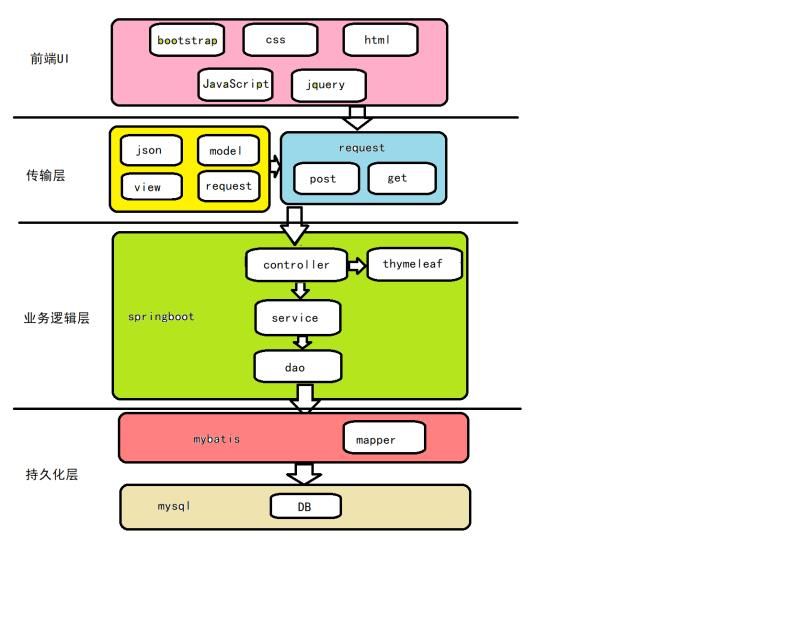 前端UI
bootstrap
css
html
JavaScript
jquery
传输层
json
model
view
request
request
post
get
业务逻辑层
springboot
controller
thymeleaf
service
dao
持久化层
mybatis
mapper
mysql
DB